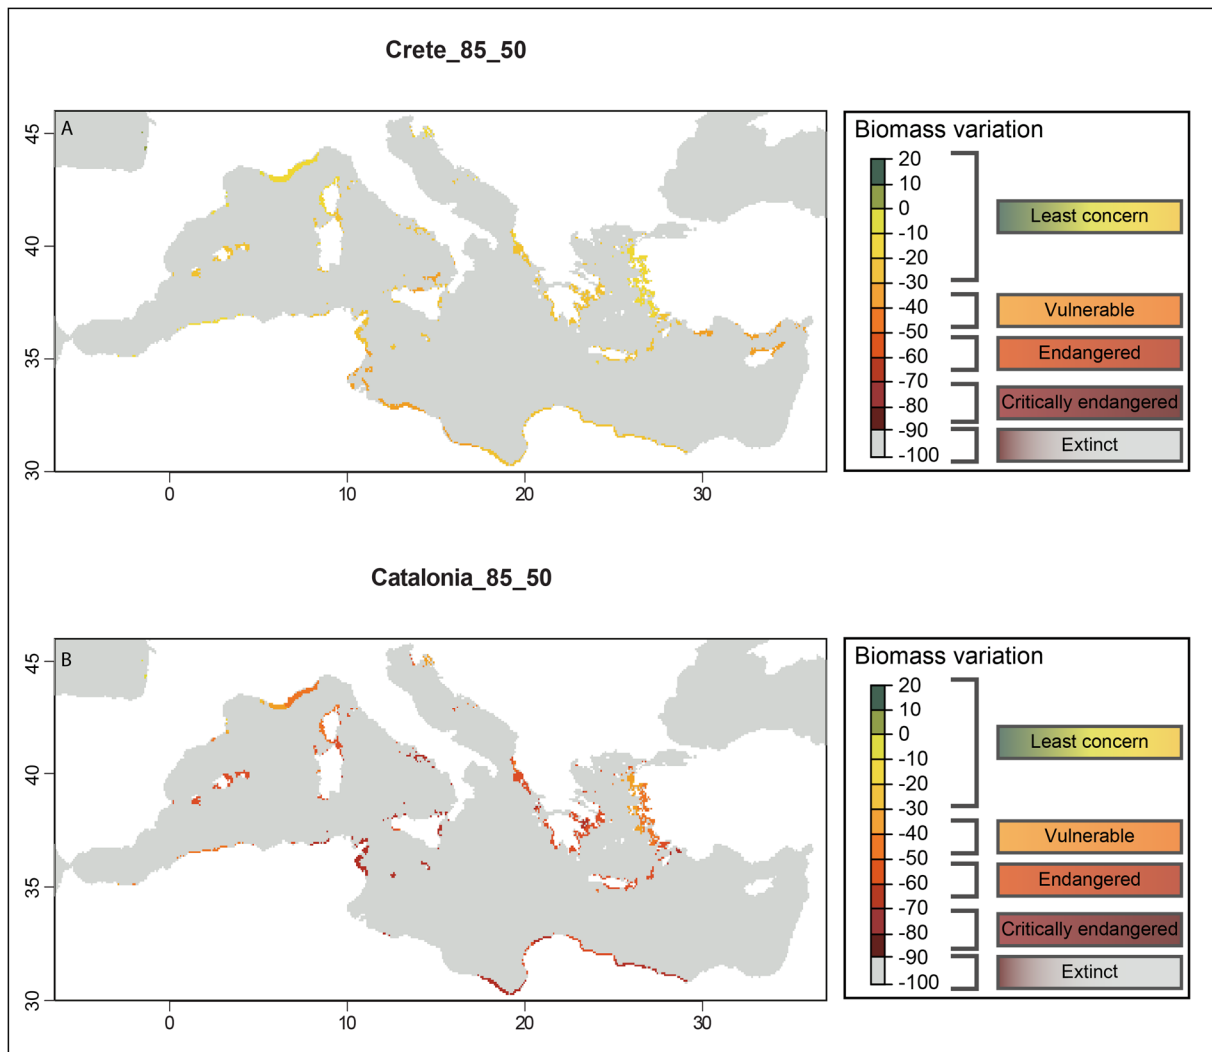 Crete_85_50
A
45
40
35
30
0
10
20
30
Biomass variation
20
10
0
-10
-20
-30
-40
-50
-60
-70
-80
-90
-100
Least concern
Vulnerable
Endangered
Critically endangered
Extinct
Catalonia_85_50
B
45
40
35
30
0
10
20
30
Biomass variation
20
10
0
-10
-20
-30
-40
-50
-60
-70
-80
-90
-100
Least concern
Vulnerable
Endangered
Critically endangered
Extinct